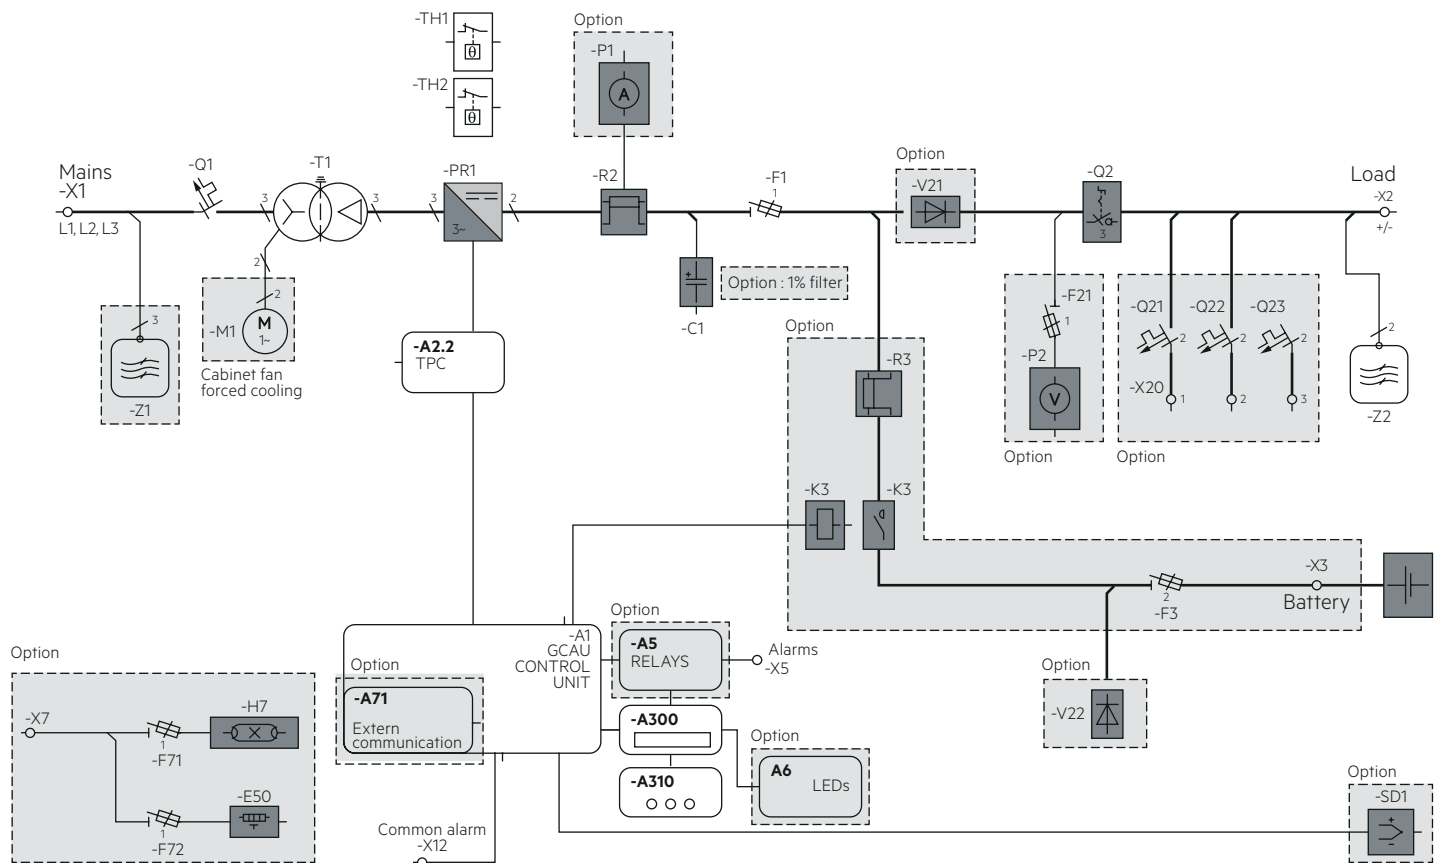 -TH1
θ
-TH2
θ
Option
-P1
A
Mains
-X1
L1, L2, L3
-Q1
3
-T1
3
3
-PR1
3~
2
-R2
-F1
1
Option
-V21
-Q2
3
Load
-X2
+/-
2
2
-M1
M
1~
Cabinet fan
forced cooling
3
-Z1
-A2.2
TPC
+
-C1
Option : 1% filter
Option
-R3
-K3
-K3
-F21
1
-P2
V
Option
-Q21
2
-Q22
2
-Q23
2
-X20
1
2
3
Option
2
-Z2
2
-F3
-X3
Battery
Option
-V22
-A1
GCAU
CONTROL
UNIT
Option
-A71
Extern
communication
Option
-A5
RELAYS
Alarms
-X5
-A300
-A310
Option
A6
LEDs
Option
-X7
1
-F71
-H7
1
-F72
-E50
Common alarm
-X12
Option
-SD1
+
-